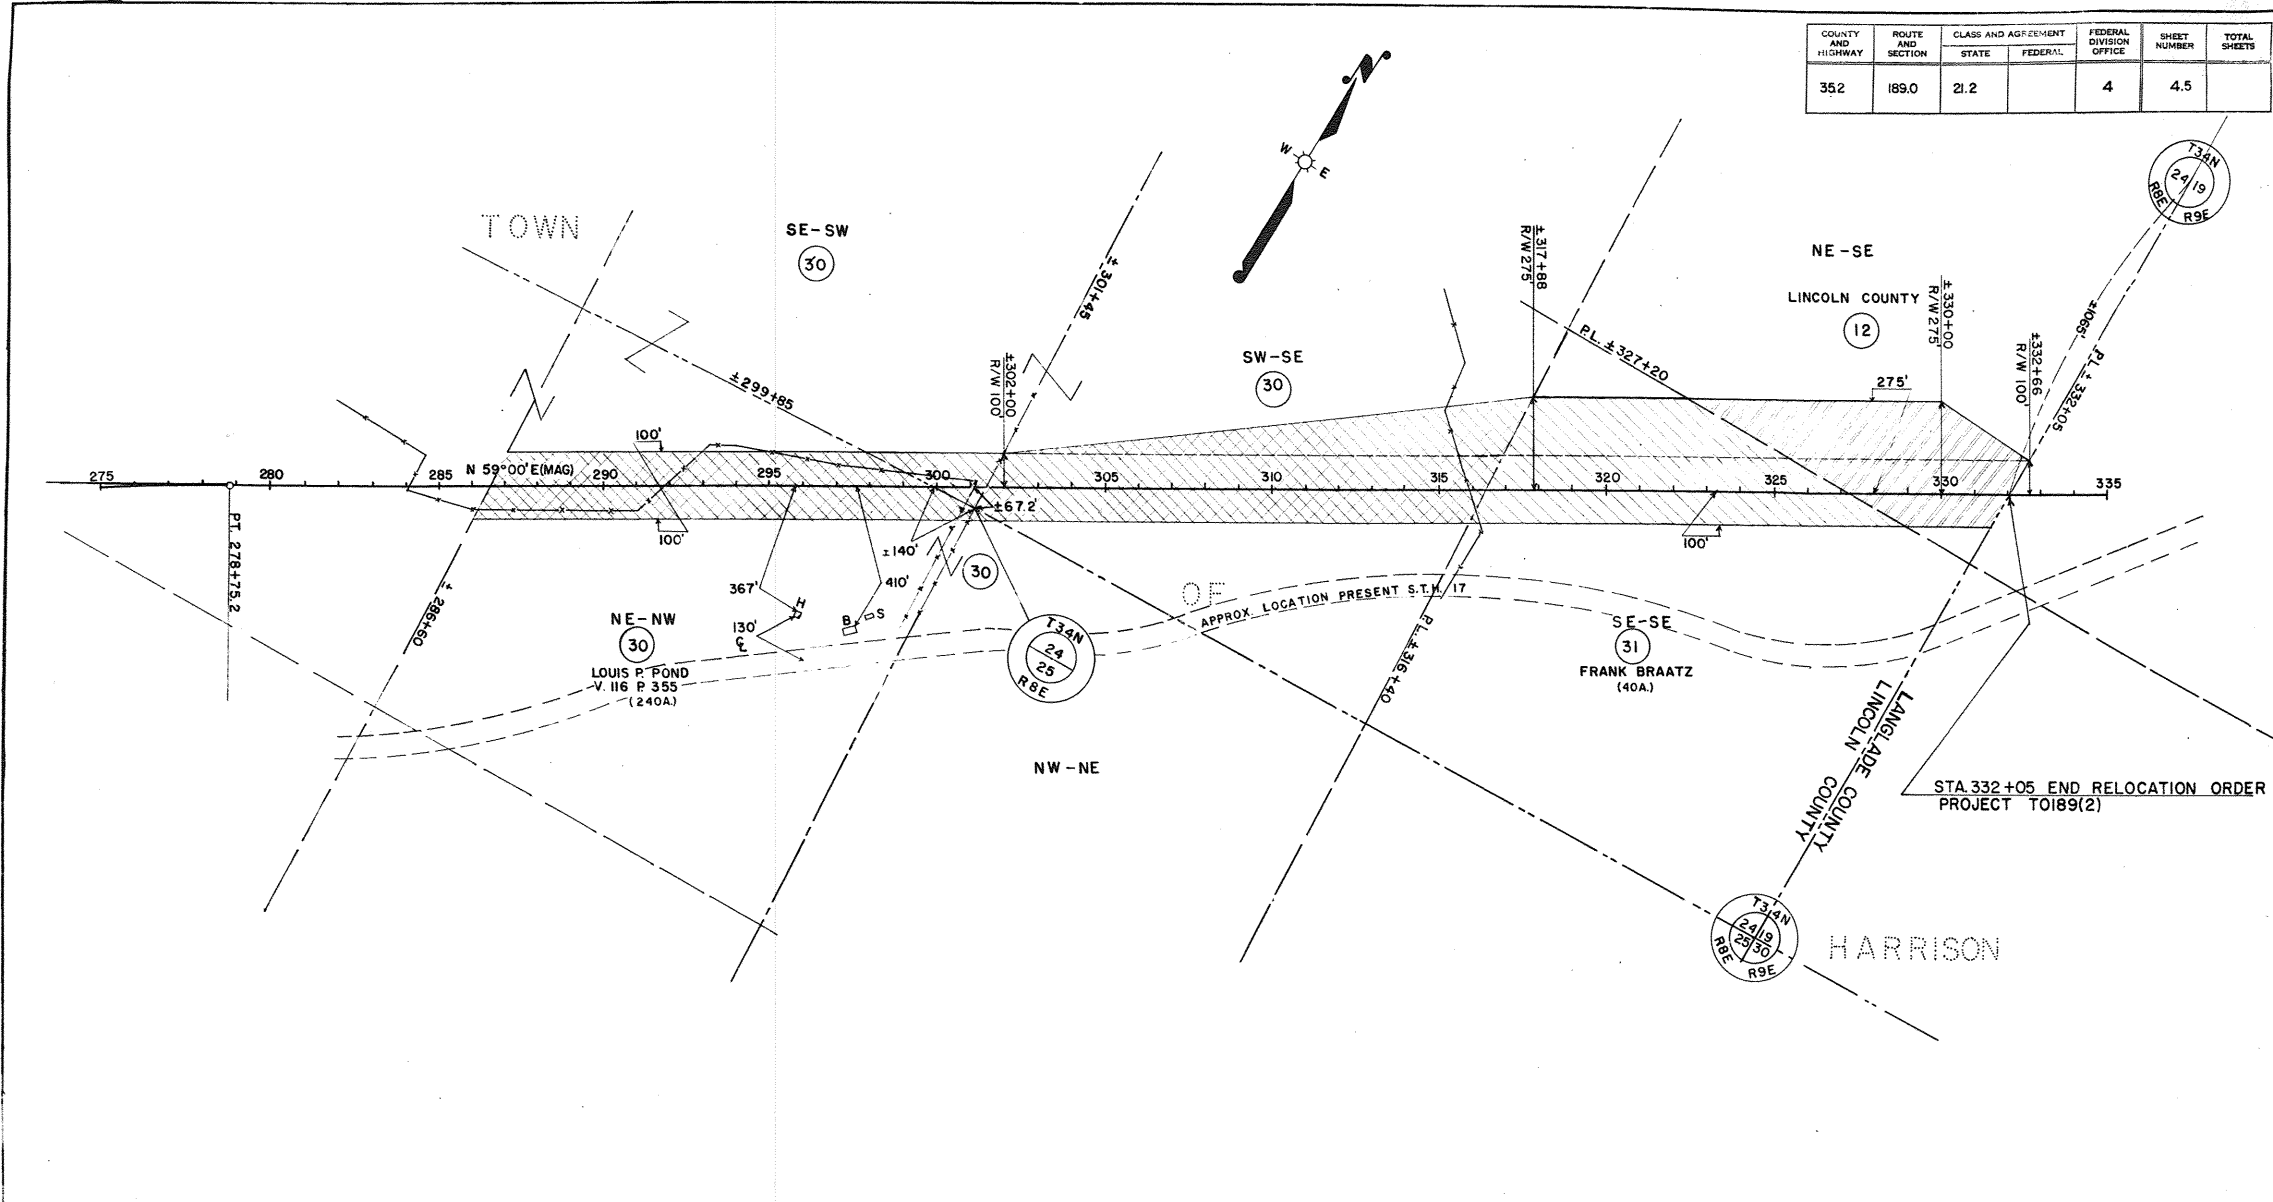 COUNTY AND HIGHWAY
ROUTE AND SECTION
CLASS AND AGREEMENT
STATE
FEDERAL
FEDERAL DIVISION OFFICE
SHEET NUMBER
TOTAL SHEETS
35.2
189.0
21.2
4
4.5
N
W
E
T34N
24 19
R8E
R9E
TOWN
SE-SW
30
± 301+45
± 317+88
R/W 275'
NE-SE
LINCOLN COUNTY
12
± 330+00
R/W 275'
±1065'
P.L. ± 332+05
±332+66
R/W 100'
P.L. ±327+20
275'
SW-SE
30
±302+00
R/W 100'
±299+85
100'
N 59°00' E(MAG)
275
280
285
290
295
300
305
310
315
320
325
330
335
±67.2'
100'
±140'
100'
P.T. 278+75.2
± 286+60
367'
410'
30
H
B
S
130'
℄
NE-NW
30
LOUIS P. POND
V. 116 P. 355
(240A.)
T34N
24
25
R8E
OF
APPROX. LOCATION PRESENT S.T.H. 17
P.L. ±316+40
SE-SE
31
FRANK BRAATZ
(40A.)
NW-NE
LANGLADE COUNTY
LINCOLN COUNTY
STA. 332+05 END RELOCATION ORDER
PROJECT TO189(2)
T34N
24 19
25 30
R8E
R9E
HARRISON